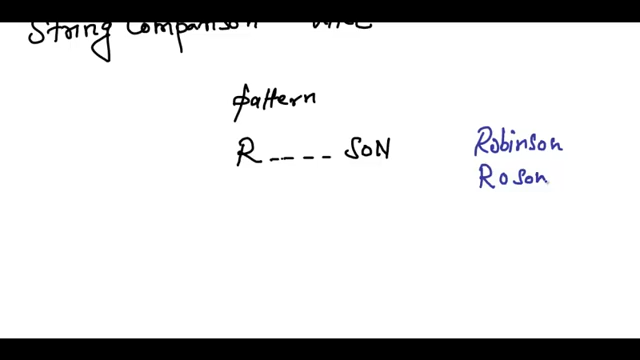 String Comparison
Pattern
R ---- SON
Robinson
Roson